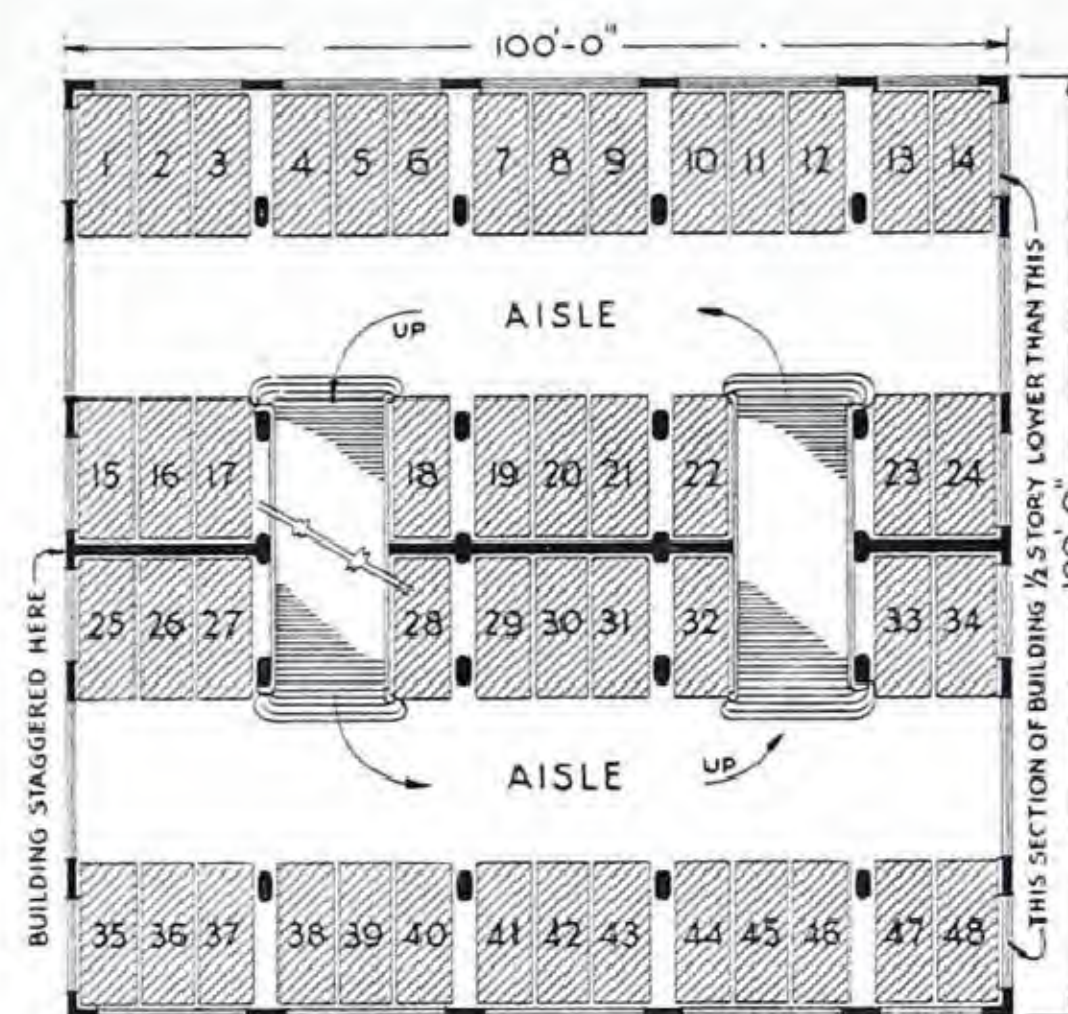 100'-0"
1 2 3 4 5 6 7 8 9 10 11 12 13 14
UP AISLE
15 16 17 18 19 20 21 22 23 24
25 26 27 28 29 30 31 32 33 34
AISLE UP
35 36 37 38 39 40 41 42 43 44 45 46 47 48
BUILDING STAGGERED HERE
THIS SECTION OF BUILDING 1/2 STORY LOWER THAN THIS
100'-0"